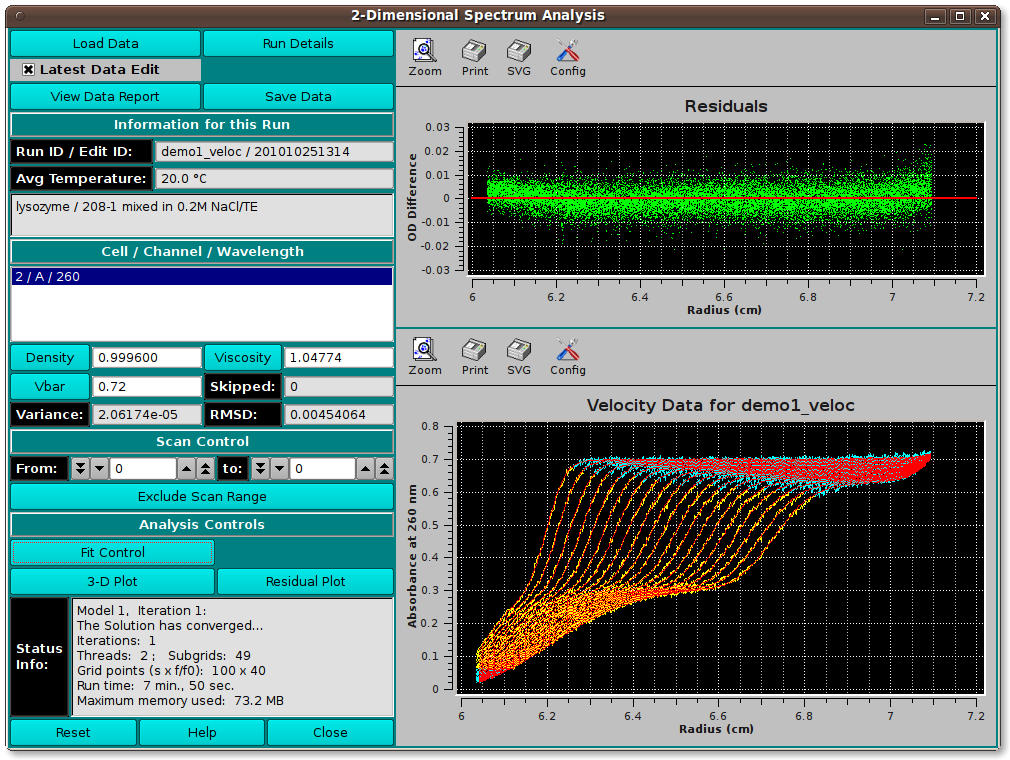 2-Dimensional Spectrum Analysis
Load Data
Run Details
Latest Data Edit
View Data Report
Save Data
Information for this Run
Run ID / Edit ID:
demo1_veloc / 201010251314
Avg Temperature:
20.0 °C
lysozyme / 208-1 mixed in 0.2M NaCl/TE
Cell / Channel / Wavelength
2 / A / 260
Density
0.999600
Viscosity
1.04774
Vbar
0.72
Skipped:
0
Variance:
2.06174e-05
RMSD:
0.00454064
Scan Control
From:
0
to:
0
Exclude Scan Range
Analysis Controls
Fit Control
3-D Plot
Residual Plot
Status
Info:
Model 1,  Iteration 1:
The Solution has converged...
Iterations:  1
Threads:  2 ;   Subgrids:  49
Grid points (s x f/f0):  100 x 40
Run time:  7 min., 50 sec.
Maximum memory used:  73.2 MB
Reset
Help
Close
Zoom
Print
SVG
Config
Residuals
OD Difference
0.03
0.02
0.01
0
-0.01
-0.02
-0.03
6
6.2
6.4
6.6
6.8
7
7.2
Radius (cm)
Zoom
Print
SVG
Config
Velocity Data for demo1_veloc
Absorbance at 260 nm
0.8
0.7
0.6
0.5
0.4
0.3
0.2
0.1
0
6
6.2
6.4
6.6
6.8
7
7.2
Radius (cm)